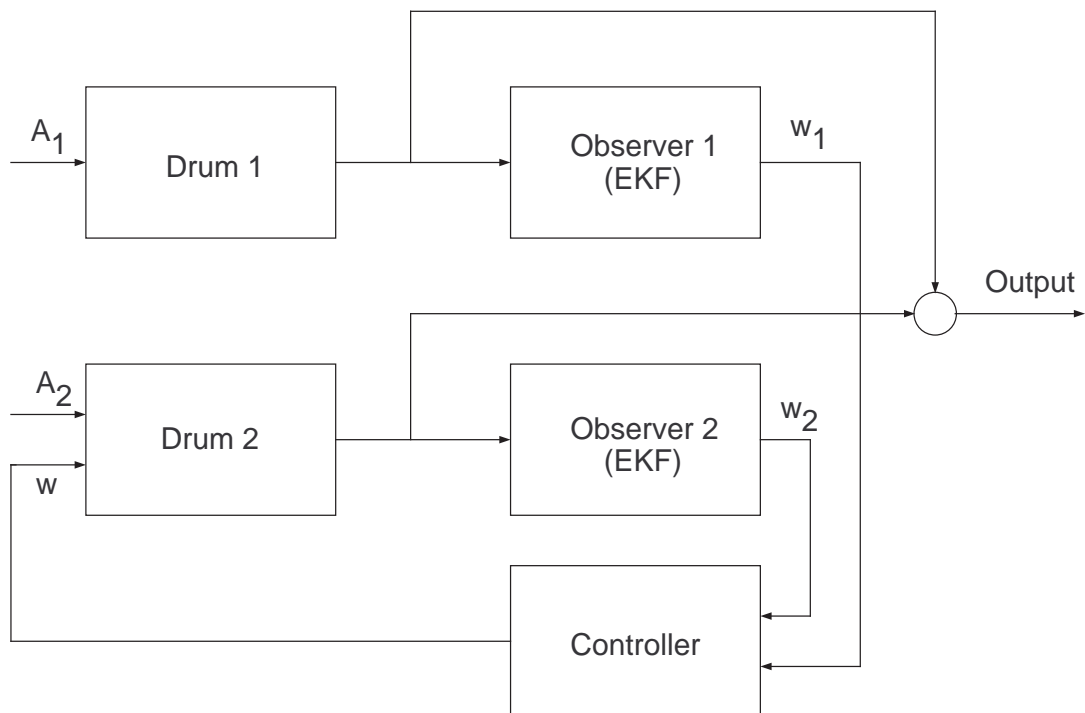 A1
Drum 1
Observer 1
(EKF)
w1
Output
A2
w
Drum 2
Observer 2
(EKF)
w2
Controller